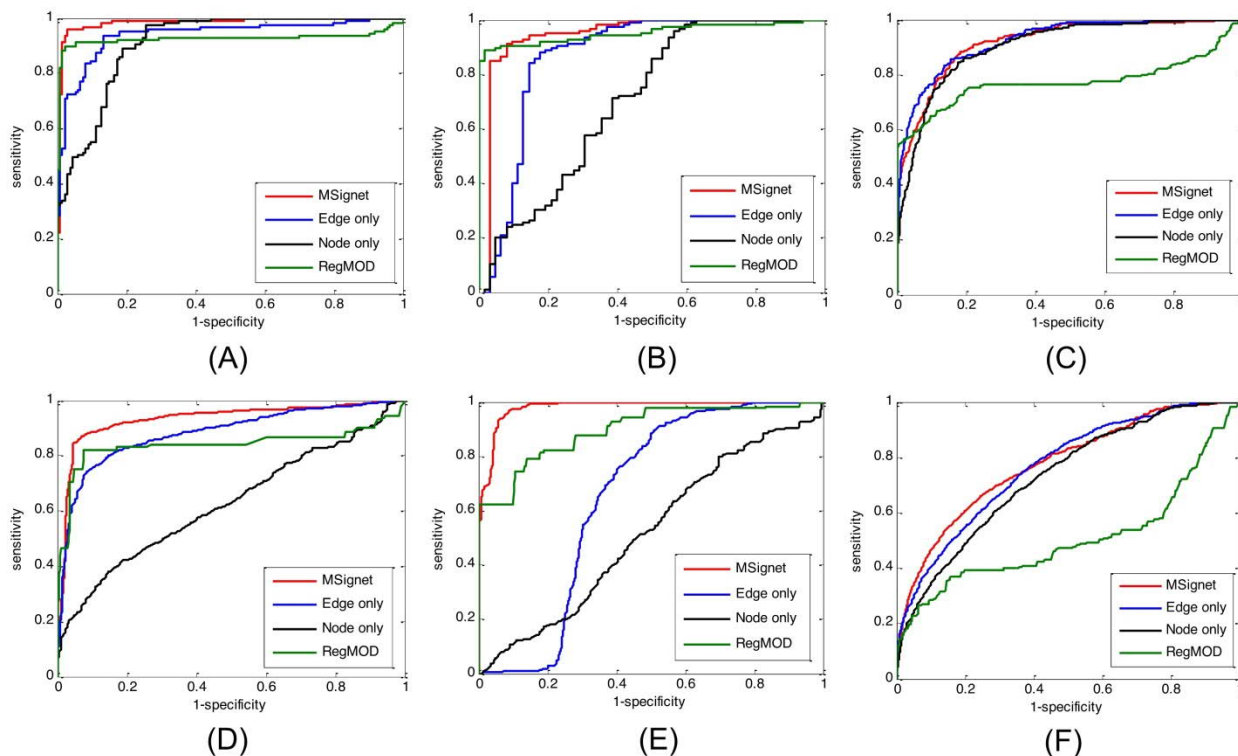 1
0.8
0.6
0.4
0.2
0
sensitivity
0 0.2 0.4 0.6 0.8 1
1-specificity
MSignet
Edge only
Node only
RegMOD
(A)
1
0.8
0.6
0.4
0.2
0
sensitivity
0 0.2 0.4 0.6 0.8 1
1-specificity
MSignet
Edge only
Node only
RegMOD
(B)
1
0.8
0.6
0.4
0.2
0
sensitivity
0 0.2 0.4 0.6 0.8
1-specificity
MSignet
Edge only
Node only
RegMOD
(C)
1
0.8
0.6
0.4
0.2
0
sensitivity
0 0.2 0.4 0.6 0.8 1
1-specificity
MSignet
Edge only
Node only
RegMOD
(D)
1
0.8
0.6
0.4
0.2
0
sensitivity
0 0.2 0.4 0.6 0.8 1
1-specificity
MSignet
Edge only
Node only
RegMOD
(E)
1
0.8
0.6
0.4
0.2
0
sensitivity
0 0.2 0.4 0.6 0.8
1-specificity
MSignet
Edge only
Node only
RegMOD
(F)